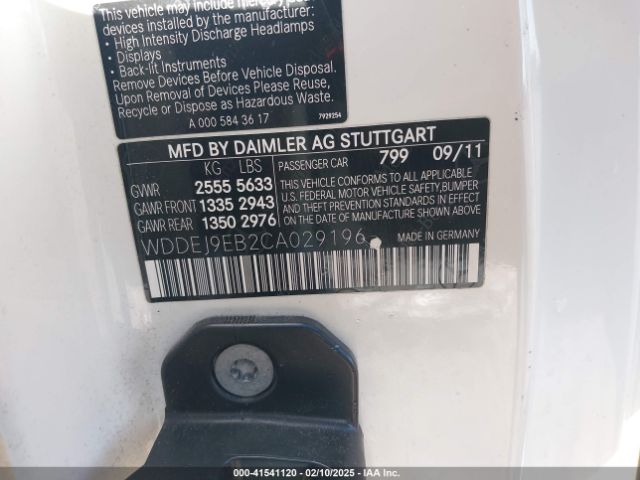 This vehicle may include mercury
devices installed by the manufacturer:
• High Intensity Discharge Headlamps
• Displays
• Back-lit Instruments
Remove Devices Before Vehicle Disposal.
Upon Removal of Devices Please Reuse,
Recycle or Dispose as Hazardous Waste.
A 000 584 36 17 7929254
MFD BY DAIMLER AG STUTTGART
KG LBS PASSENGER CAR 799 09/11
GVWR 2555 5633
GAWR FRONT 1335 2943
GAWR REAR 1350 2976
THIS VEHICLE CONFORMS TO ALL APPLICABLE
U.S. FEDERAL MOTOR VEHICLE SAFETY, BUMPER
AND THEFT PREVENTION STANDARDS IN EFFECT
ON THE DATE OF MANUFACTURE SHOWN ABOVE.
WDDEJ9EB2CA029196 MADE IN GERMANY
000-41541120 - 02/10/2025 - IAA Inc.